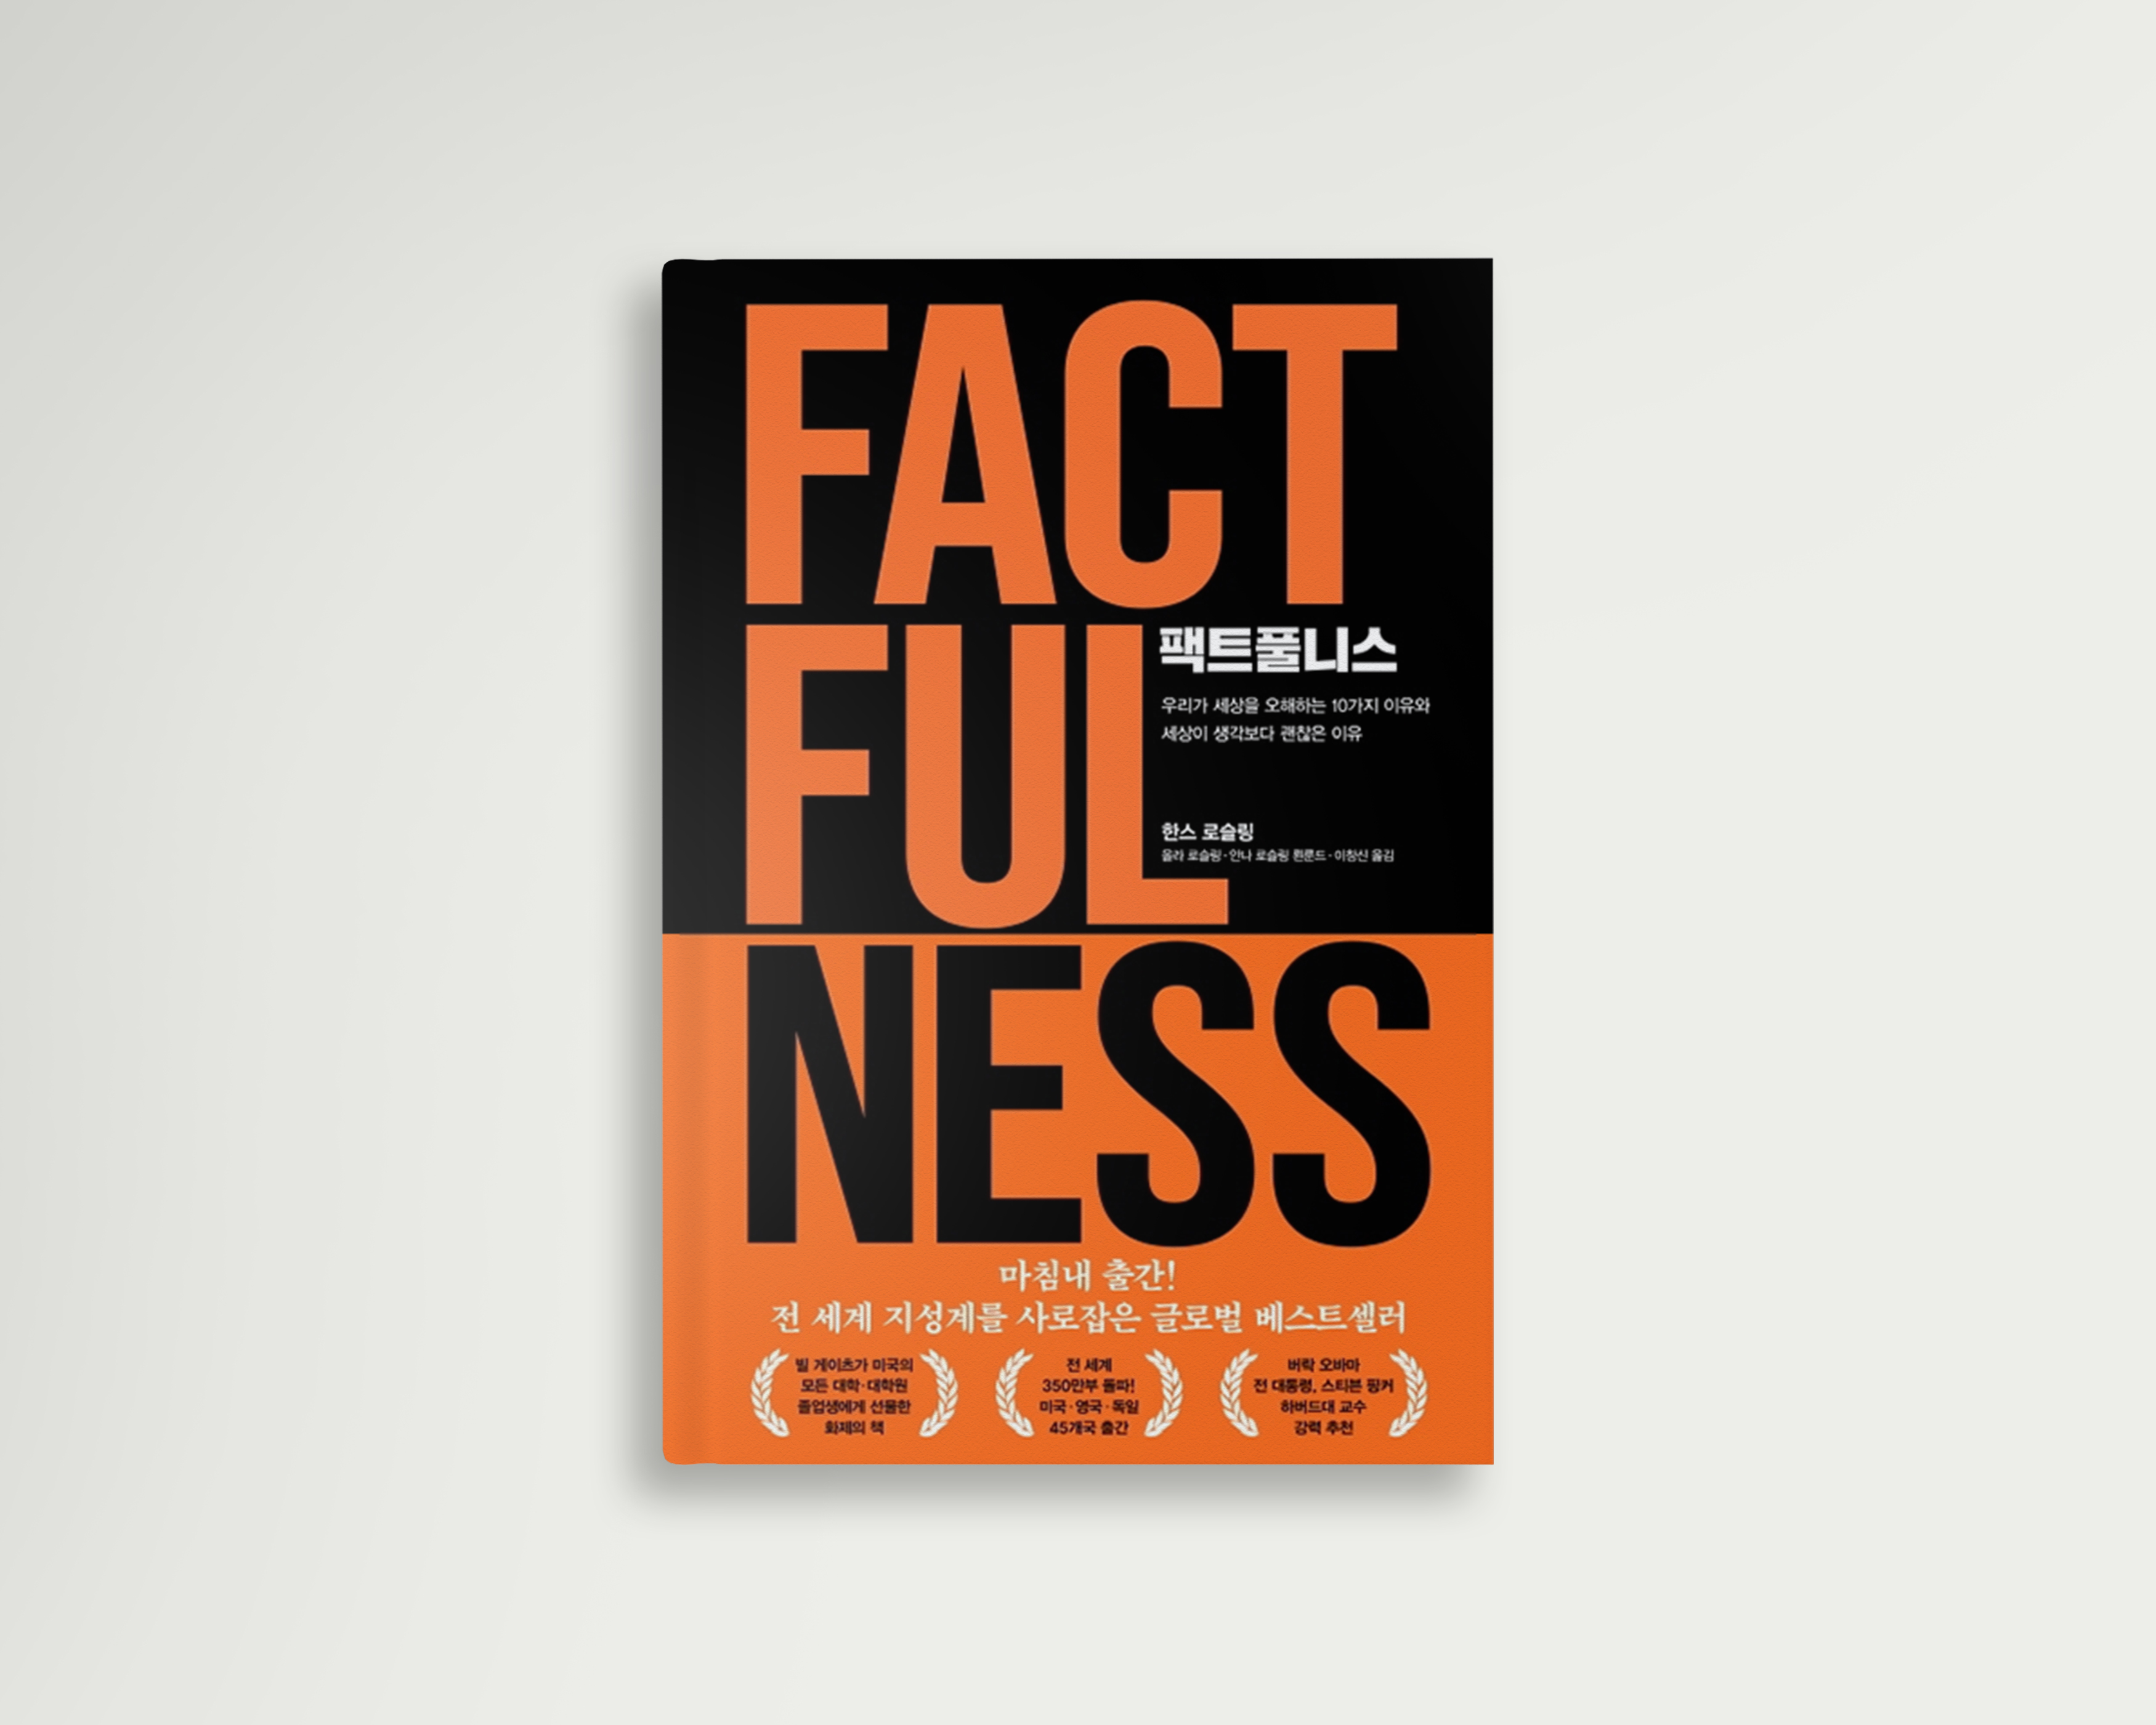 FACT
FUL
팩트풀니스
우리가 세상을 오해하는 10가지 이유와
세상이 생각보다 괜찮은 이유
한스 로슬링
올라 로슬링·안나 로슬링 뢴룬드·이창신 옮김
NESS
마침내 출간!
전 세계 지성계를 사로잡은 글로벌 베스트셀러
빌 게이츠가 미국의
모든 대학·대학원
졸업생에게 선물한
화제의 책
전 세계
350만부 돌파!
미국·영국·독일
45개국 출간
버락 오바마
전 대통령, 스티븐 핑커
하버드대 교수
강력 추천